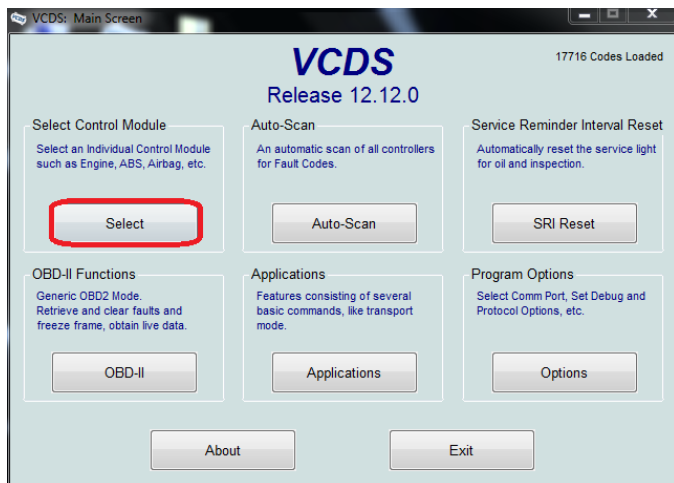 VCDS: Main Screen
VCDS
Release 12.12.0
17716 Codes Loaded
Select Control Module
Select an Individual Control Module
such as Engine, ABS, Airbag, etc.
Select
Auto-Scan
An automatic scan of all controllers
for Fault Codes.
Auto-Scan
Service Reminder Interval Reset
Automatically reset the service light
for oil and inspection.
SRI Reset
OBD-II Functions
Generic OBD2 Mode.
Retrieve and clear faults and
freeze frame, obtain live data.
OBD-II
Applications
Features consisting of several
basic commands, like transport
mode.
Applications
Program Options
Select Comm Port, Set Debug and
Protocol Options, etc.
Options
About
Exit